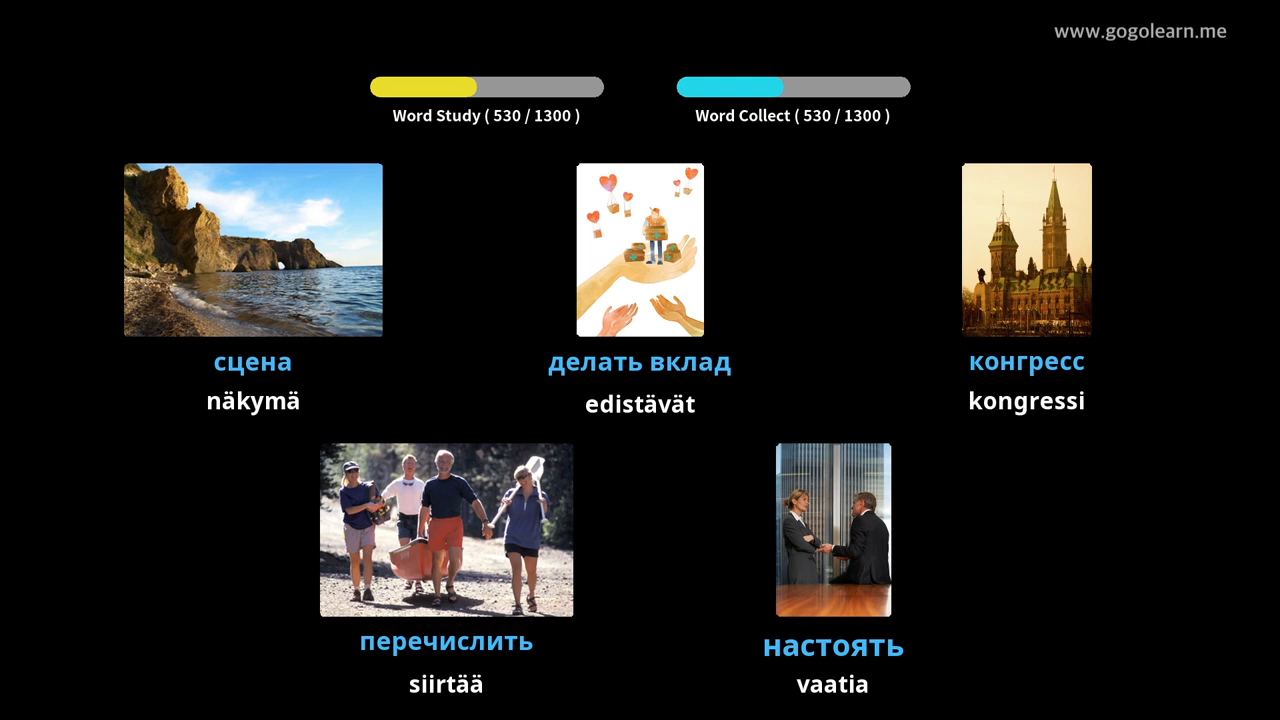 www.gogolearn.me
Word Study ( 530 / 1300 )
Word Collect ( 530 / 1300 )
сцена
näkymä
делать вклад
edistävät
конгресс
kongressi
перечислить
siirtää
настоять
vaatia